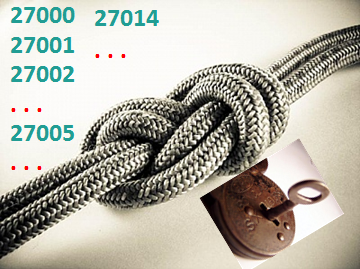 27000
27001
27002
. . .
27005
. . .
27014
. . .